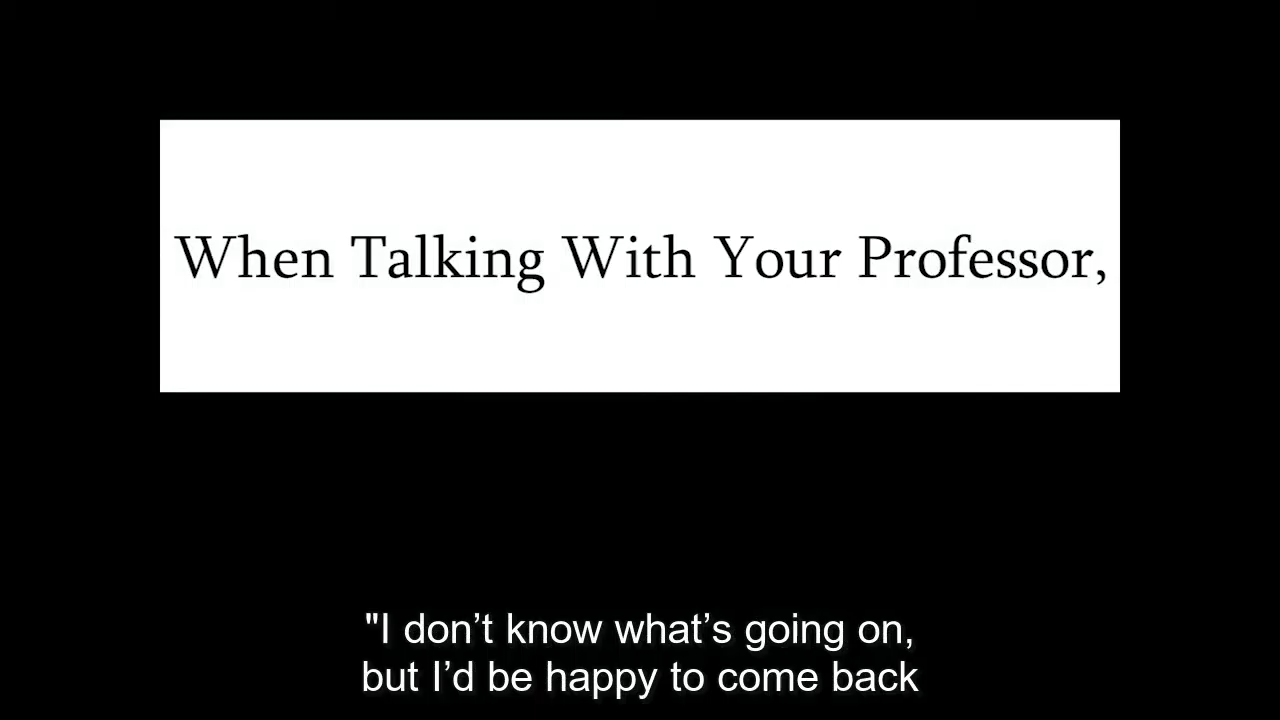 When Talking With Your Professor,
"I don’t know what’s going on,
but I’d be happy to come back